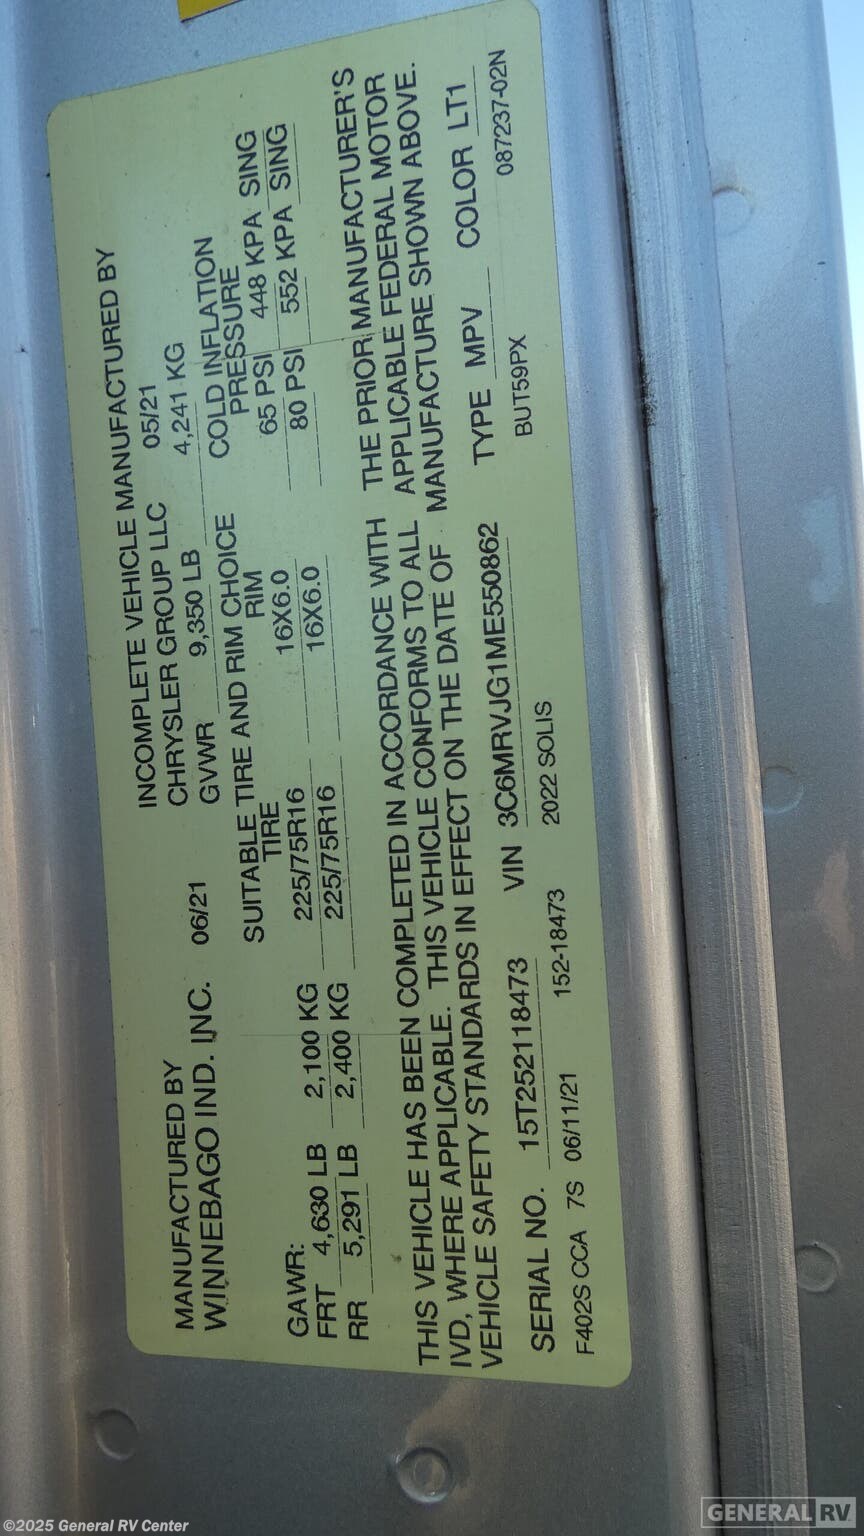 MANUFACTURED BY
WINNEBAGO IND. INC. 06/21
INCOMPLETE VEHICLE MANUFACTURED BY
CHRYSLER GROUP LLC 05/21
GVWR 9,350 LB 4,241 KG
SUITABLE TIRE AND RIM CHOICE
COLD INFLATION
GAWR: TIRE RIM PRESSURE
FRT 4,630 LB 2,100 KG 225/75R16 16X6.0 65 PSI 448 KPA SING
RR 5,291 LB 2,400 KG 225/75R16 16X6.0 80 PSI 552 KPA SING
THIS VEHICLE HAS BEEN COMPLETED IN ACCORDANCE WITH THE PRIOR MANUFACTURER'S
IVD, WHERE APPLICABLE. THIS VEHICLE CONFORMS TO ALL APPLICABLE FEDERAL MOTOR
VEHICLE SAFETY STANDARDS IN EFFECT ON THE DATE OF MANUFACTURE SHOWN ABOVE.
SERIAL NO. 15T252118473 VIN 3C6MRVJG1ME550862 TYPE MPV COLOR LT1
F402S CCA 7S 06/11/21 152-18473 2022 SOLIS BUT59PX 087237-02N
©2025 General RV Center
GENERAL RV